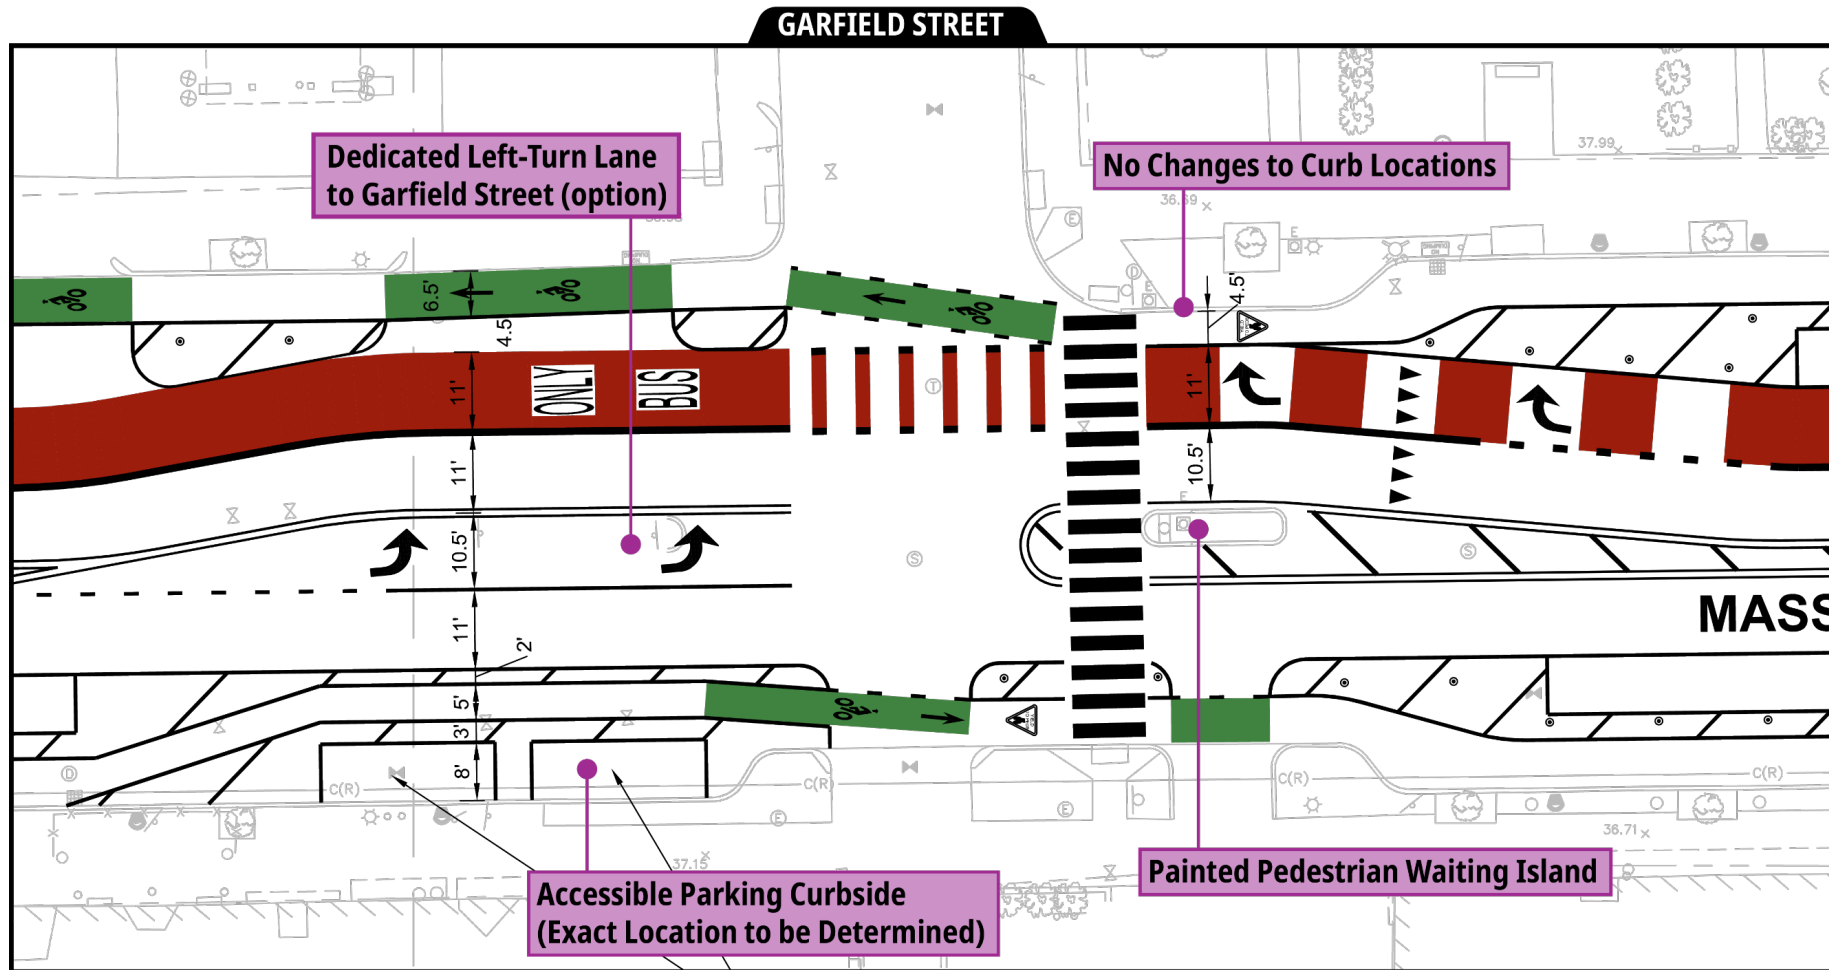 GARFIELD STREET
Dedicated Left-Turn Lane
to Garfield Street (option)
No Changes to Curb Locations
37.99
E
E
E
D
6.5'
4.5'
4.5'
11'
ONLY
BUS
T
11'
11'
10.5'
E
10.5'
S
S
11'
MASS
2'
5'
3'
8'
D
C(R)
C(R)
C(R)
C(R)
E
E
37.15
36.71
Painted Pedestrian Waiting Island
Accessible Parking Curbside
(Exact Location to be Determined)